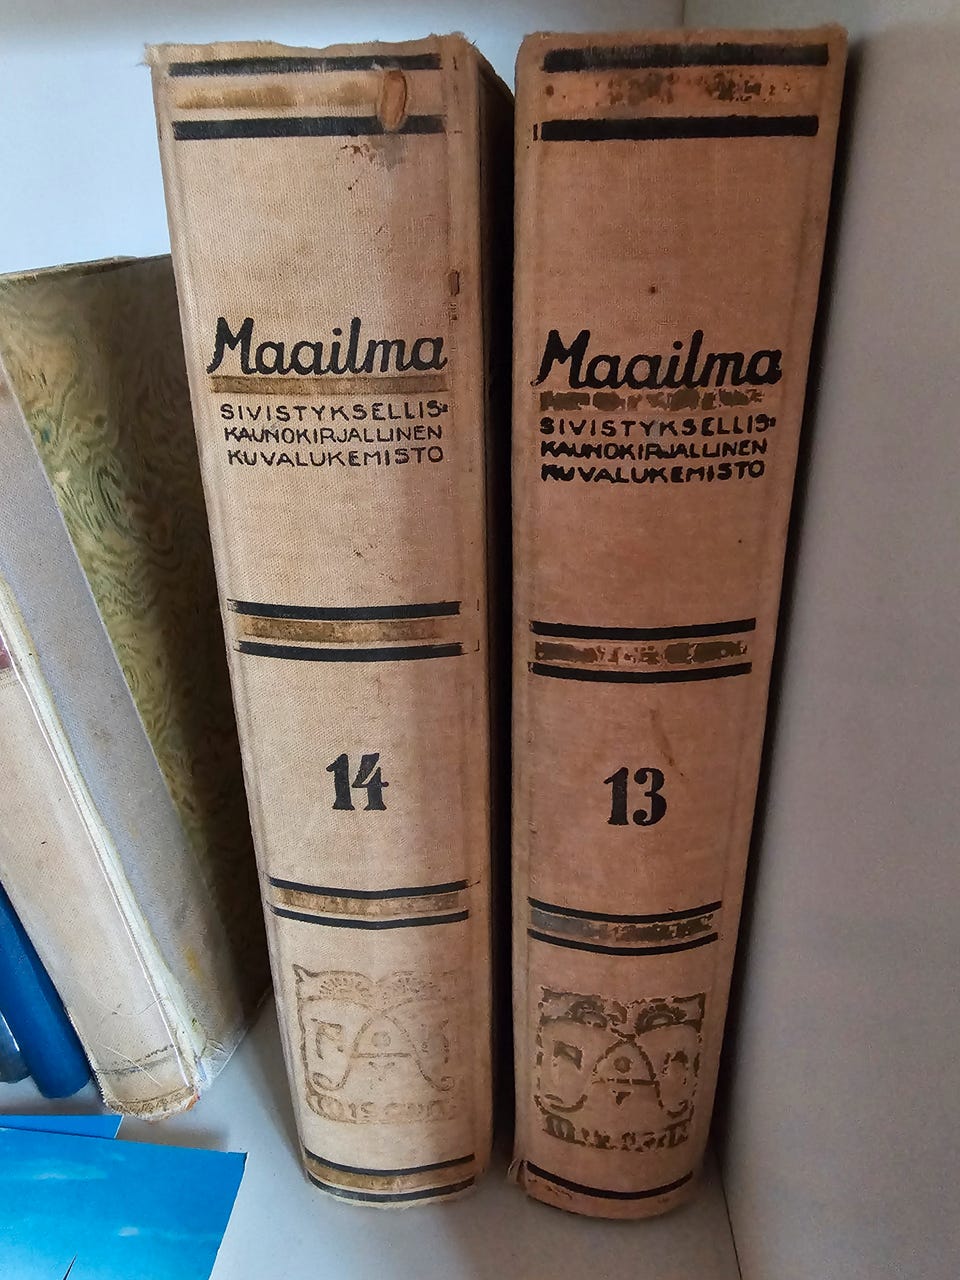 Maailma
SIVISTYKSELLIS-
KAUNOKIRJALLINEN
KUVALUKEMISTO
14
Maailma
SIVISTYKSELLIS-
KAUNOKIRJALLINEN
KUVALUKEMISTO
13